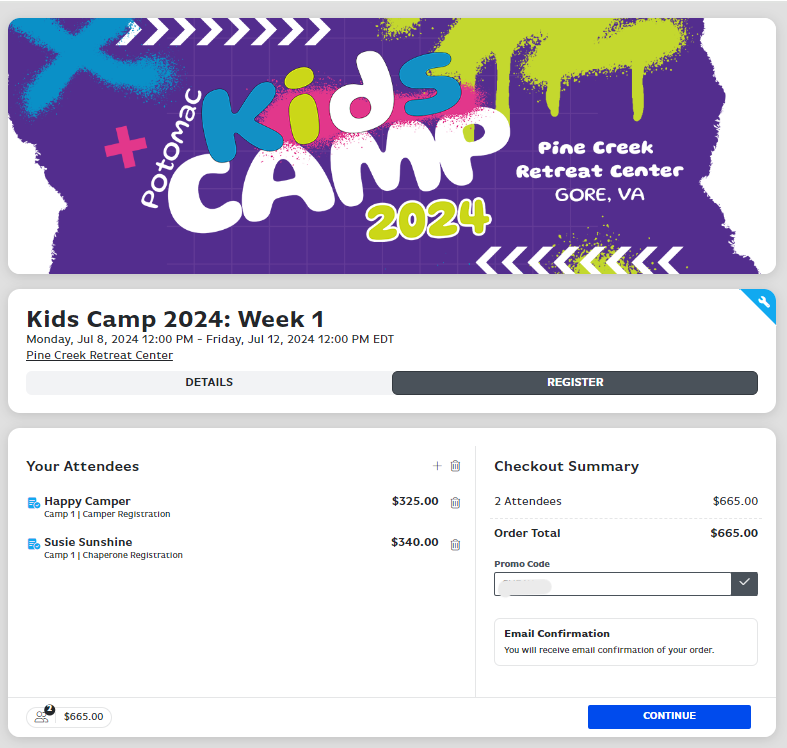 Potomac
Kids
CAMP
2024
Pine Creek
Retreat Center
GORE, VA
Kids Camp 2024: Week 1
Monday, Jul 8, 2024 12:00 PM - Friday, Jul 12, 2024 12:00 PM EDT
Pine Creek Retreat Center
DETAILS
REGISTER
Your Attendees
Happy Camper
$325.00
Camp 1 | Camper Registration
Susie Sunshine
$340.00
Camp 1 | Chaperone Registration
Checkout Summary
2 Attendees
$665.00
Order Total
$665.00
Promo Code
Email Confirmation
You will receive email confirmation of your order.
2
$665.00
CONTINUE